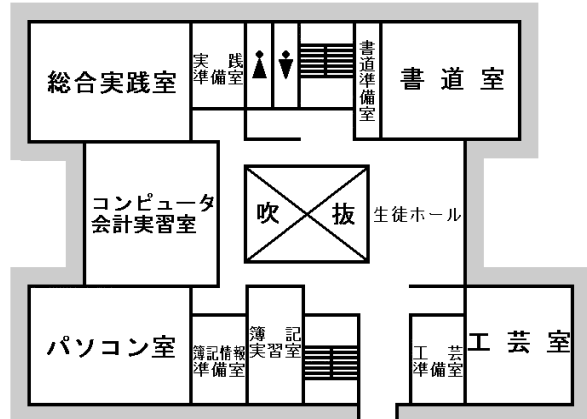 総合実践室
実践
準備室
書道準備室
書道室
コンピュータ
会計実習室
吹抜
生徒ホール
パソコン室
簿記情報
準備室
簿記
実習室
工芸
準備室
工芸室